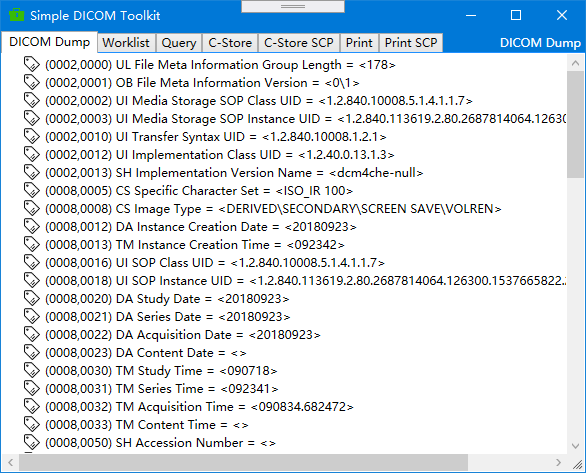 Simple DICOM Toolkit
DICOM Dump Worklist Query C-Store C-Store SCP Print Print SCP DICOM Dump
(0002,0000) UL File Meta Information Group Length = <178>
(0002,0001) OB File Meta Information Version = <0\1>
(0002,0002) UI Media Storage SOP Class UID = <1.2.840.10008.5.1.4.1.1.7>
(0002,0003) UI Media Storage SOP Instance UID = <1.2.840.113619.2.80.2687814064.126300
(0002,0010) UI Transfer Syntax UID = <1.2.840.10008.1.2.1>
(0002,0012) UI Implementation Class UID = <1.2.40.0.13.1.3>
(0002,0013) SH Implementation Version Name = <dcm4che-null>
(0008,0005) CS Specific Character Set = <ISO_IR 100>
(0008,0008) CS Image Type = <DERIVED\SECONDARY\SCREEN SAVE\VOLREN>
(0008,0012) DA Instance Creation Date = <20180923>
(0008,0013) TM Instance Creation Time = <092342>
(0008,0016) UI SOP Class UID = <1.2.840.10008.5.1.4.1.1.7>
(0008,0018) UI SOP Instance UID = <1.2.840.113619.2.80.2687814064.126300.1537665822.
(0008,0020) DA Study Date = <20180923>
(0008,0021) DA Series Date = <20180923>
(0008,0022) DA Acquisition Date = <20180923>
(0008,0023) DA Content Date = <>
(0008,0030) TM Study Time = <090718>
(0008,0031) TM Series Time = <092341>
(0008,0032) TM Acquisition Time = <090834.682472>
(0008,0033) TM Content Time = <>
(0008,0050) SH Accession Number = <>